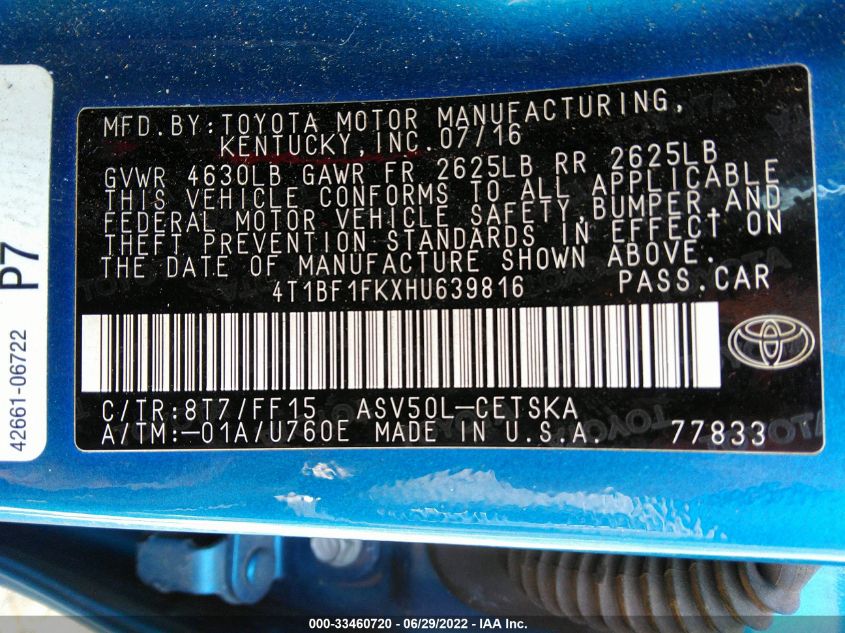 MFD.BY:TOYOTA MOTOR MANUFACTURING,
KENTUCKY,INC.07/16
GVWR 4630LB GAWR FR 2625LB RR 2625LB
THIS VEHICLE CONFORMS TO ALL APPLICABLE
FEDERAL MOTOR VEHICLE SAFETY,BUMPER,AND
THEFT PREVENTION STANDARDS IN EFFECT ON
THE DATE OF MANUFACTURE SHOWN ABOVE.
4T1BF1FKXHU639816 PASS.CAR
C/TR:8T7/FF15 ASV50L-CETSKA
A/TM:-01A/U760E MADE IN U.S.A. 77833
P7
42661-06722
000-33460720 - 06/29/2022 - IAA Inc.